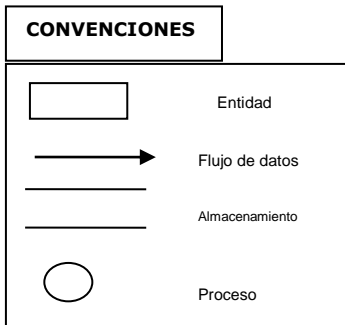 CONVENCIONES
Entidad
Flujo de datos
Almacenamiento
Proceso